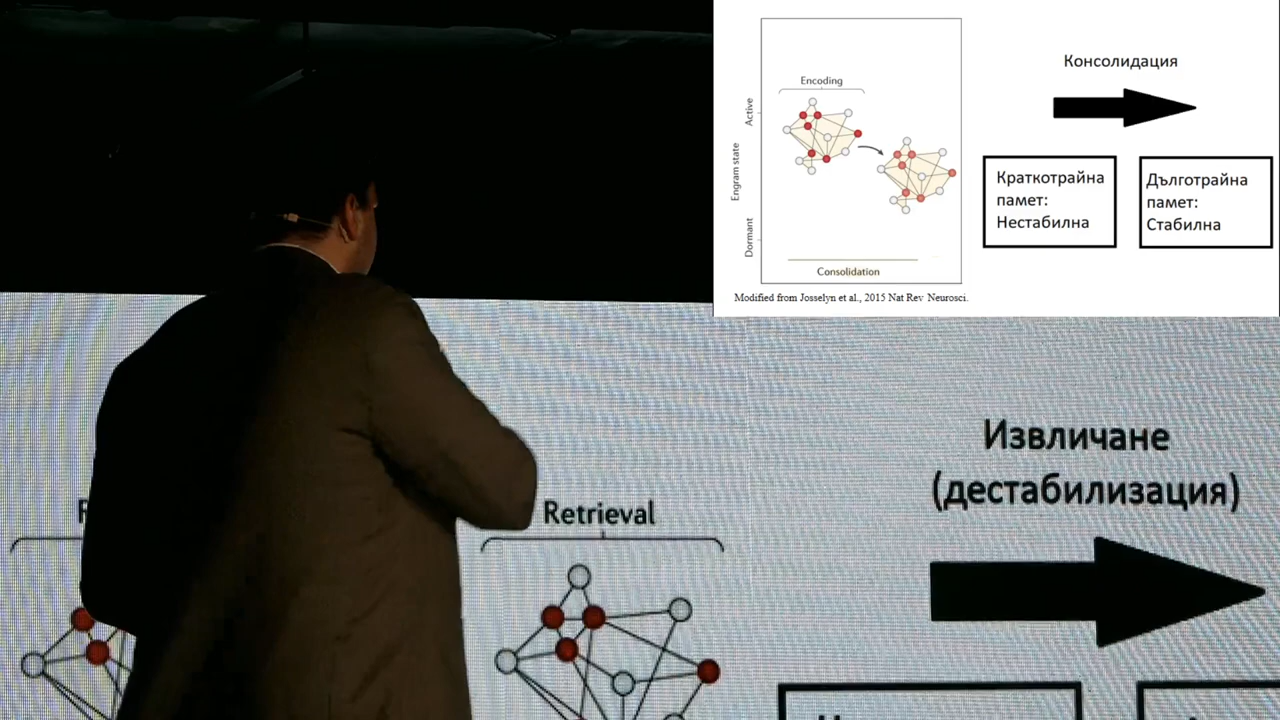 Encoding
Active
Engram state
Dormant
Consolidation
Modified from Josselyn et al., 2015 Nat Rev Neurosci.
Консолидация
Краткотрайна
памет:
Нестабилна
Дълготрайна
памет:
Стабилна
Retrieval
Извличане
(дестабилизация)